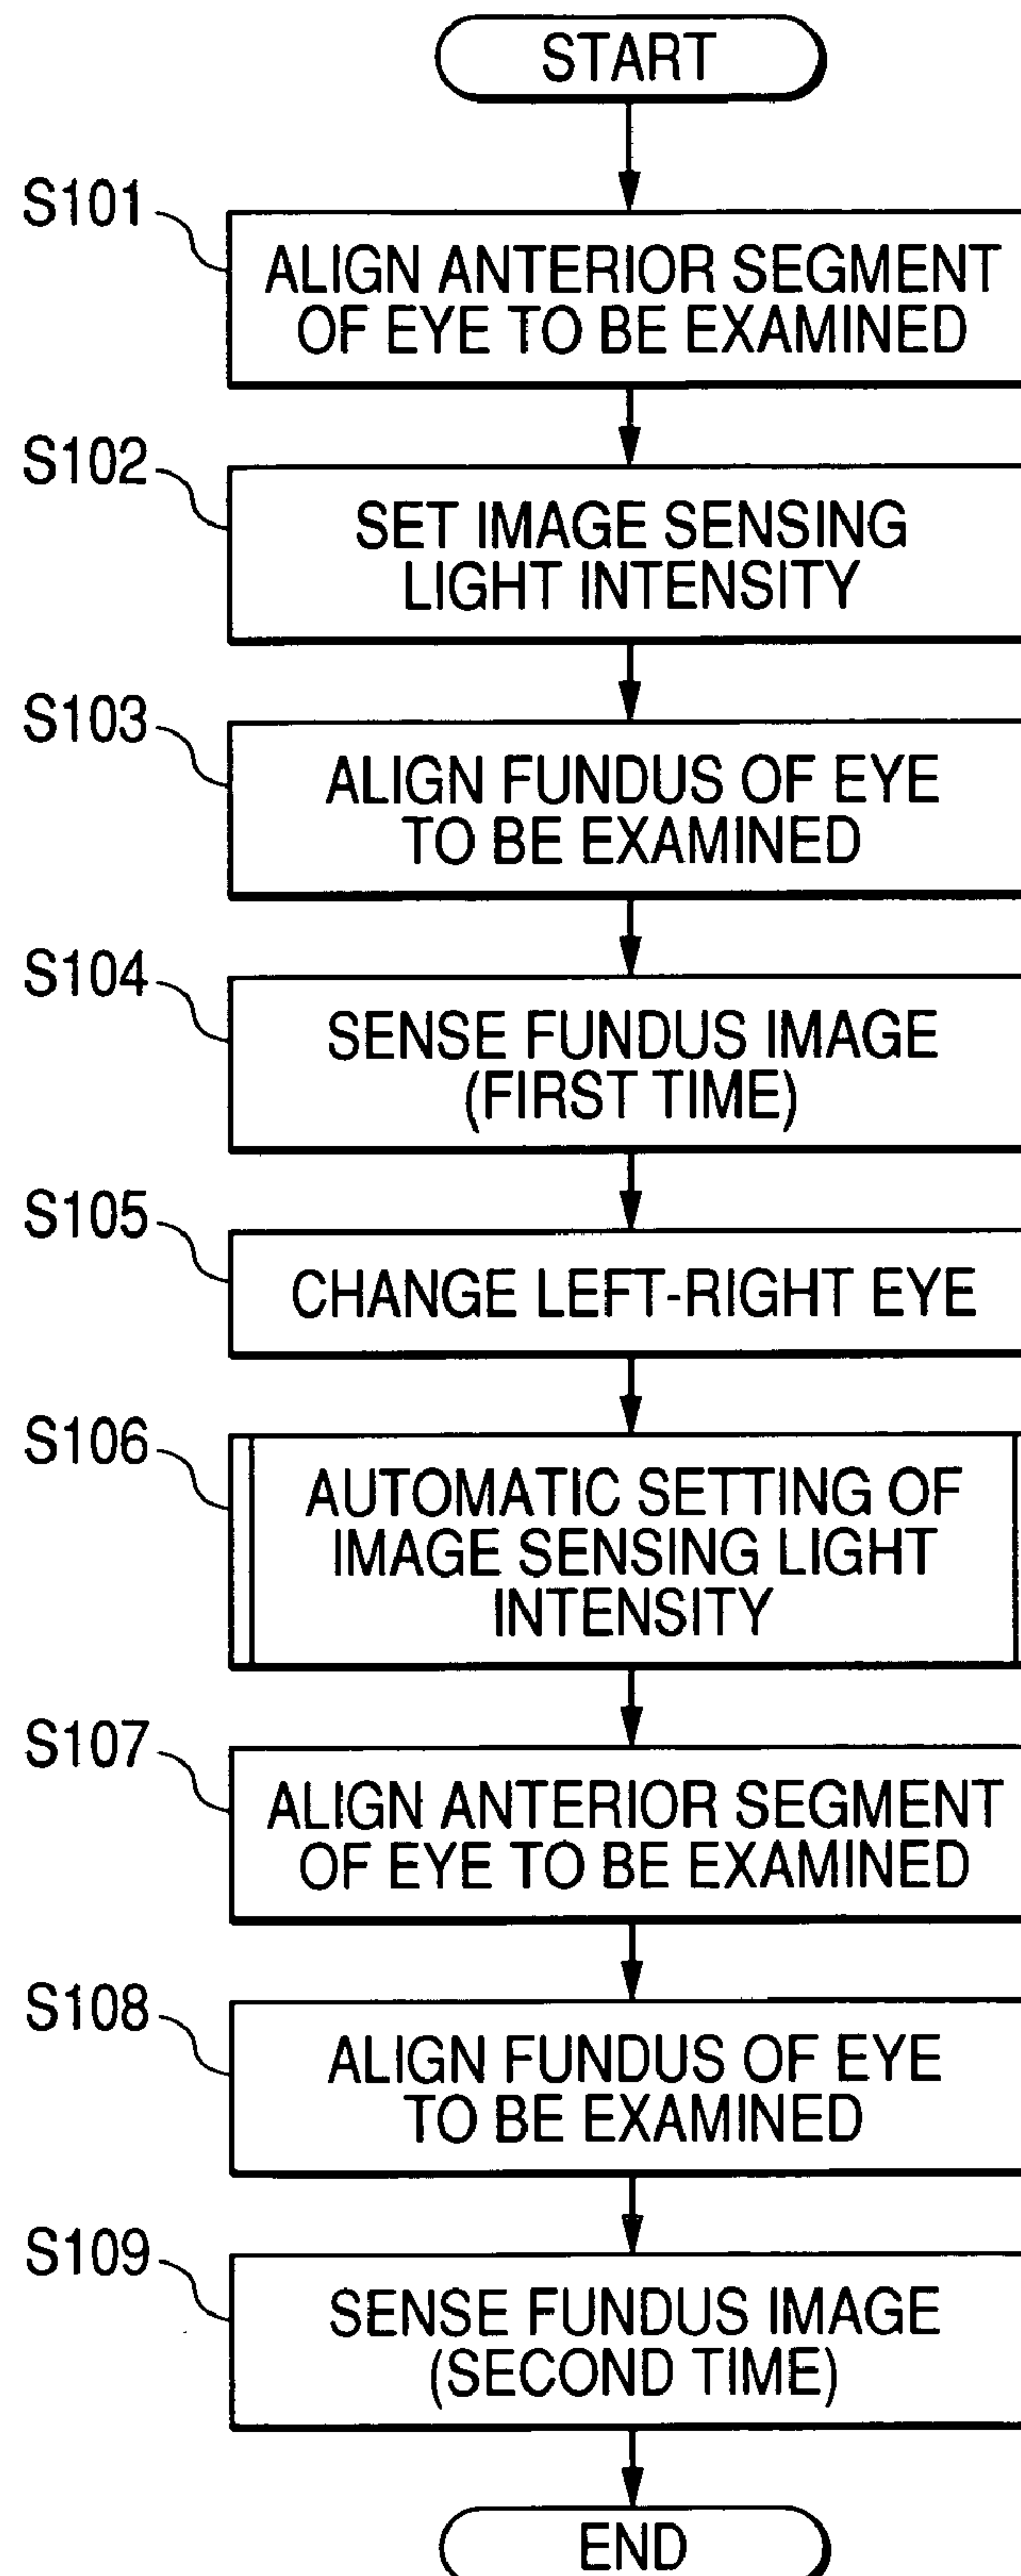 START
S101
ALIGN ANTERIOR SEGMENT
OF EYE TO BE EXAMINED
S102
SET IMAGE SENSING
LIGHT INTENSITY
S103
ALIGN FUNDUS OF EYE
TO BE EXAMINED
S104
SENSE FUNDUS IMAGE
(FIRST TIME)
S105
CHANGE LEFT-RIGHT EYE
S106
AUTOMATIC SETTING OF
IMAGE SENSING LIGHT
INTENSITY
S107
ALIGN ANTERIOR SEGMENT
OF EYE TO BE EXAMINED
S108
ALIGN FUNDUS OF EYE
TO BE EXAMINED
S109
SENSE FUNDUS IMAGE
(SECOND TIME)
END